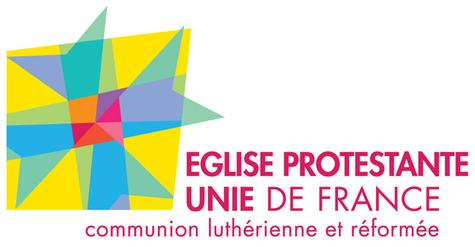 EGLISE PROTESTANTE
UNIE DE FRANCE
communion luthérienne et réformée